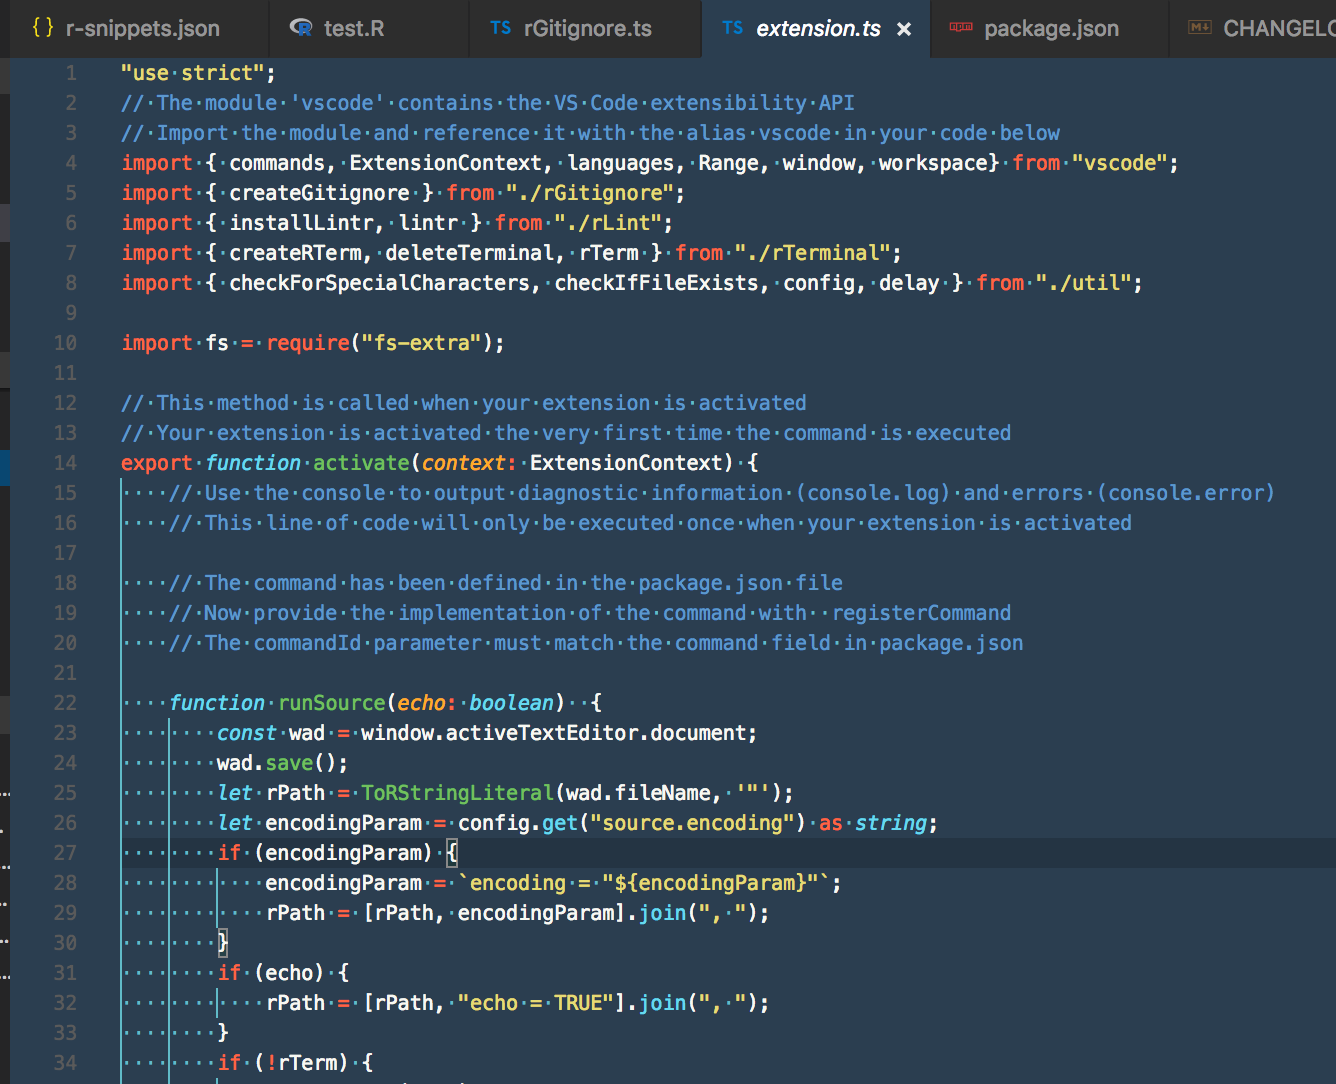 {} r-snippets.json R test.R TS rGitignore.ts TS extension.ts × npm package.json M↓ CHANGELO
1 "use strict";
2 // The module 'vscode' contains the VS Code extensibility API
3 // Import the module and reference it with the alias vscode in your code below
4 import { commands, ExtensionContext, languages, Range, window, workspace} from "vscode";
5 import { createGitignore } from "./rGitignore";
6 import { installLintr, lintr } from "./rLint";
7 import { createRTerm, deleteTerminal, rTerm } from "./rTerminal";
8 import { checkForSpecialCharacters, checkIfFileExists, config, delay } from "./util";
9
10 import fs = require("fs-extra");
11
12 // This method is called when your extension is activated
13 // Your extension is activated the very first time the command is executed
14 export function activate(context: ExtensionContext) {
15     // Use the console to output diagnostic information (console.log) and errors (console.error)
16     // This line of code will only be executed once when your extension is activated
17
18     // The command has been defined in the package.json file
19     // Now provide the implementation of the command with  registerCommand
20     // The commandId parameter must match the command field in package.json
21
22     function runSource(echo: boolean)  {
23         const wad = window.activeTextEditor.document;
24         wad.save();
25         let rPath = ToRStringLiteral(wad.fileName, '"');
26         let encodingParam = config.get("source.encoding") as string;
27         if (encodingParam) {
28             encodingParam = `encoding = "${encodingParam}"`;
29             rPath = [rPath, encodingParam].join(", ");
30         }
31         if (echo) {
32             rPath = [rPath, "echo = TRUE"].join(", ");
33         }
34         if (!rTerm) {